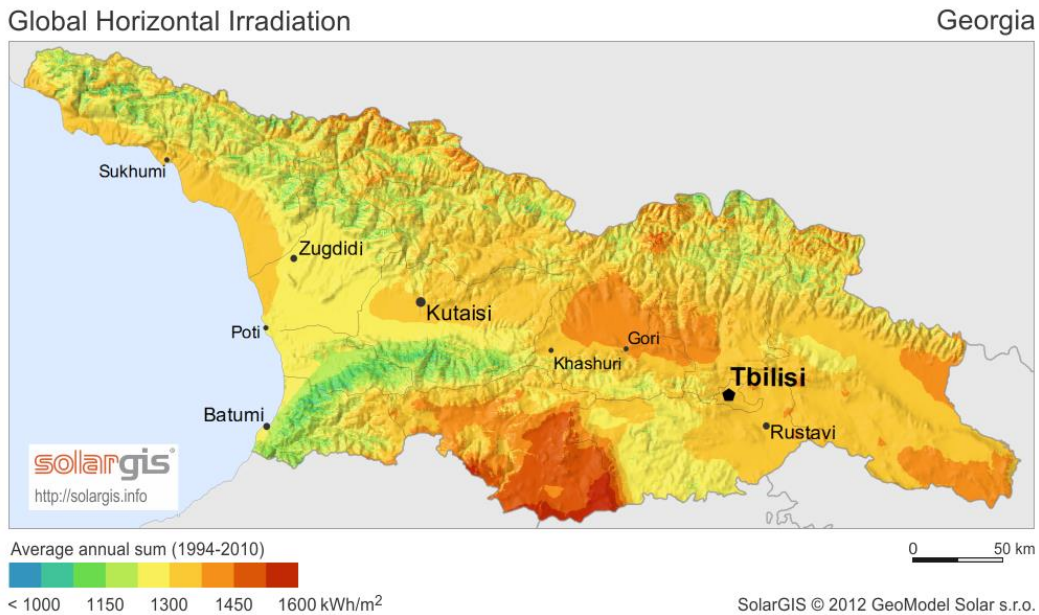 Global Horizontal Irradiation
Georgia
Sukhumi
Zugdidi
Kutaisi
Poti
Gori
Khashuri
Tbilisi
Batumi
Rustavi
solargis
http://solargis.info
Average annual sum (1994-2010)
0 50 km
< 1000 1150 1300 1450 1600 kWh/m²
SolarGIS © 2012 GeoModel Solar s.r.o.